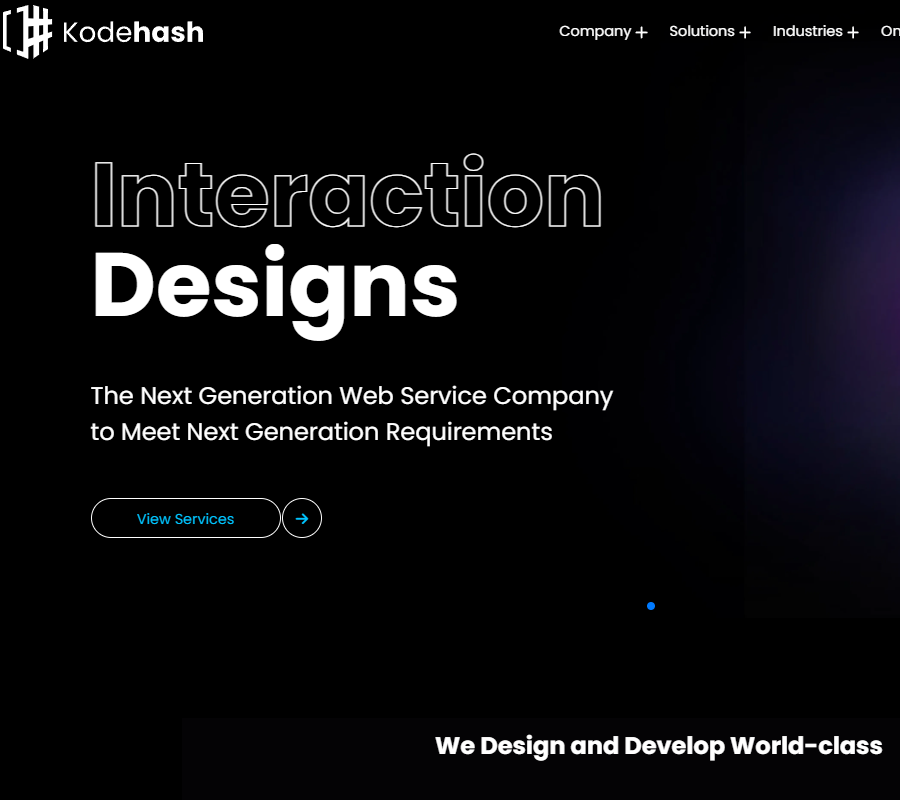 Kodehash
Company + Solutions + Industries + On
Interaction
Designs
The Next Generation Web Service Company
to Meet Next Generation Requirements
View Services →
We Design and Develop World-class